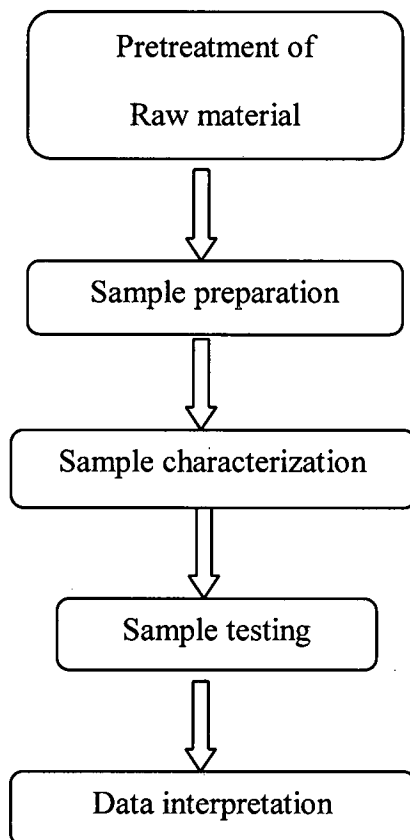 Pretreatment of
Raw material
Sample preparation
Sample characterization
Sample testing
Data interpretation